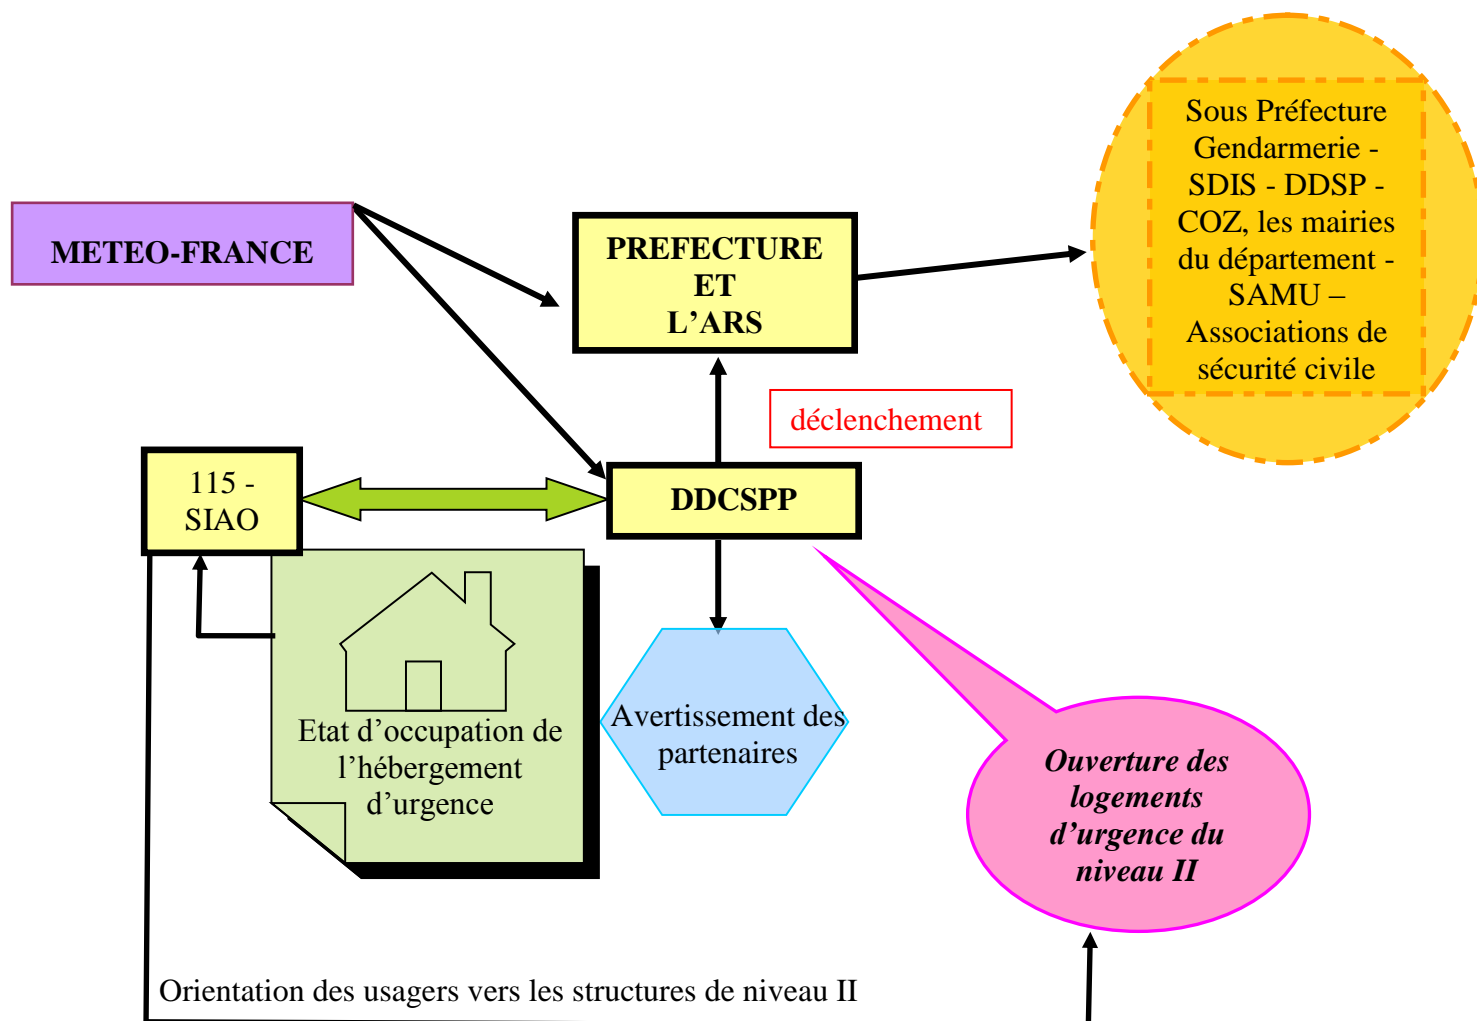 Sous Préfecture
Gendarmerie -
SDIS - DDSP -
COZ, les mairies
du département -
SAMU –
Associations de
sécurité civile
METEO-FRANCE
PREFECTURE
ET
L’ARS
déclenchement
115 -
SIAO
DDCSPP
Etat d’occupation de
l’hébergement
d’urgence
Avertissement des
partenaires
Ouverture des
logements
d’urgence du
niveau II
Orientation des usagers vers les structures de niveau II